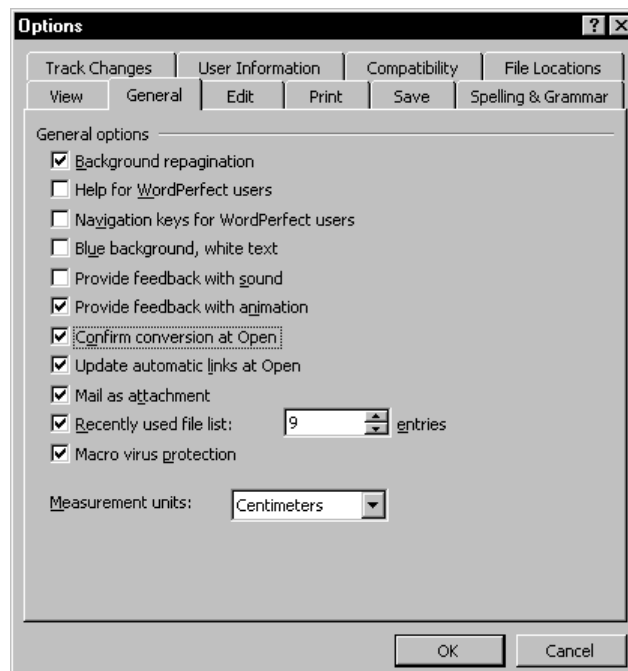 Options
Track Changes User Information Compatibility File Locations
View General Edit Print Save Spelling & Grammar
General options
Background repagination
Help for WordPerfect users
Navigation keys for WordPerfect users
Blue background, white text
Provide feedback with sound
Provide feedback with animation
Confirm conversion at Open
Update automatic links at Open
Mail as attachment
Recently used file list: 9 entries
Macro virus protection
Measurement units: Centimeters
OK Cancel